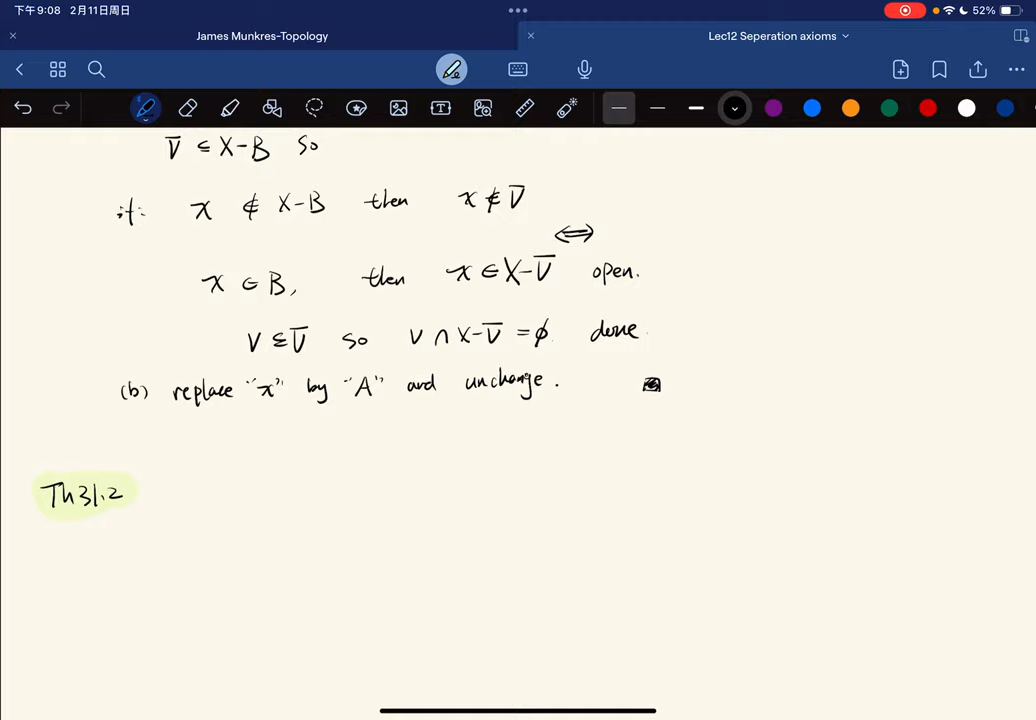 下午9:08 2月11日周日
52%
James Munkres-Topology
Lec12 Seperation axioms
V̅ ⊆ X-B so
if x ∉ X-B then x ∉ V̅
⟺
x ∈ B, then x ∈ X-V̅ open.
V ⊆ V̅ so V ∩ X-V̅ = ϕ. done
(b) replace "x" by "A" and unchange.
Th31.2